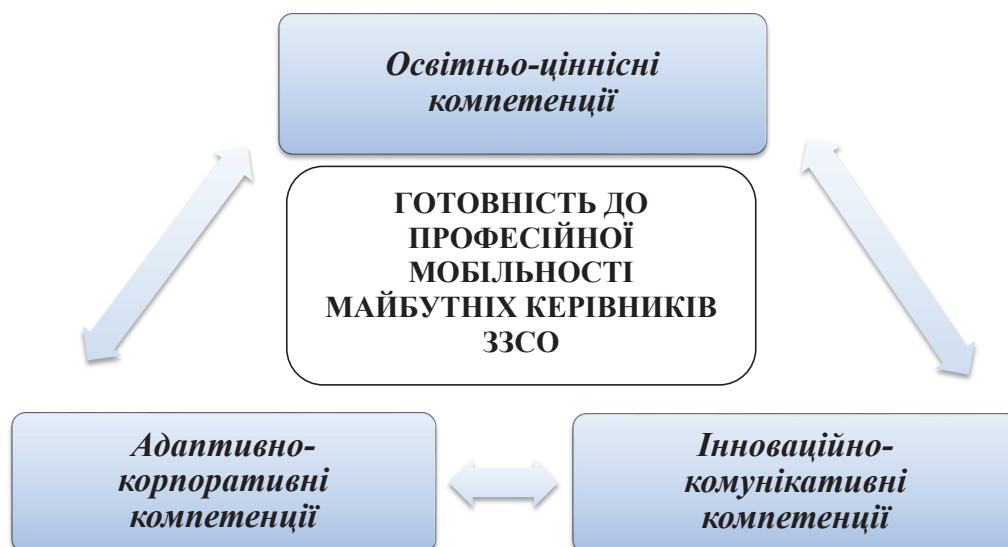 Освітньо-ціннісні
компетенції
ГОТОВНІСТЬ ДО
ПРОФЕСІЙНОЇ
МОБІЛЬНОСТІ
МАЙБУТНІХ КЕРІВНИКІВ
ЗЗСО
Адаптивно-
корпоративні
компетенції
Інноваційно-
комунікативні
компетенції